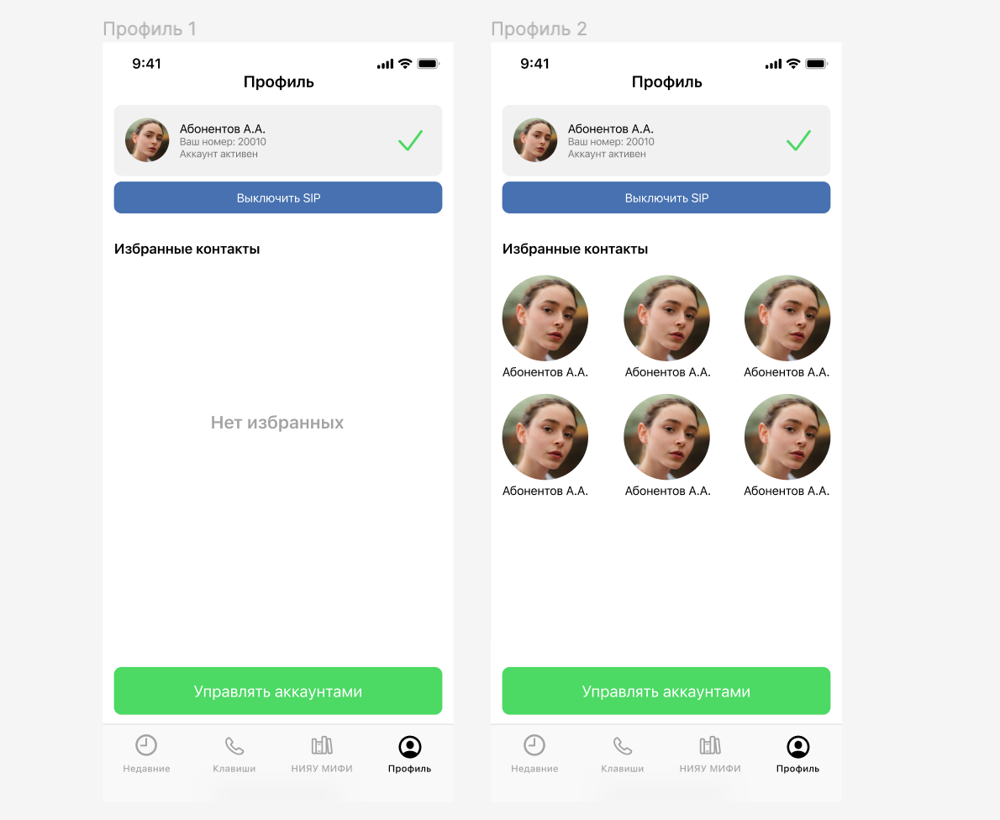 Профиль 1
9:41
Профиль
Абонентов А.А.
Ваш номер: 20010
Аккаунт активен
Выключить SIP
Избранные контакты
Нет избранных
Управлять аккаунтами
Недавние Клавиши НИЯУ МИФИ Профиль
Профиль 2
9:41
Профиль
Абонентов А.А.
Ваш номер: 20010
Аккаунт активен
Выключить SIP
Избранные контакты
Абонентов А.А. Абонентов А.А. Абонентов А.А.
Абонентов А.А. Абонентов А.А. Абонентов А.А.
Управлять аккаунтами
Недавние Клавиши НИЯУ МИФИ Профиль